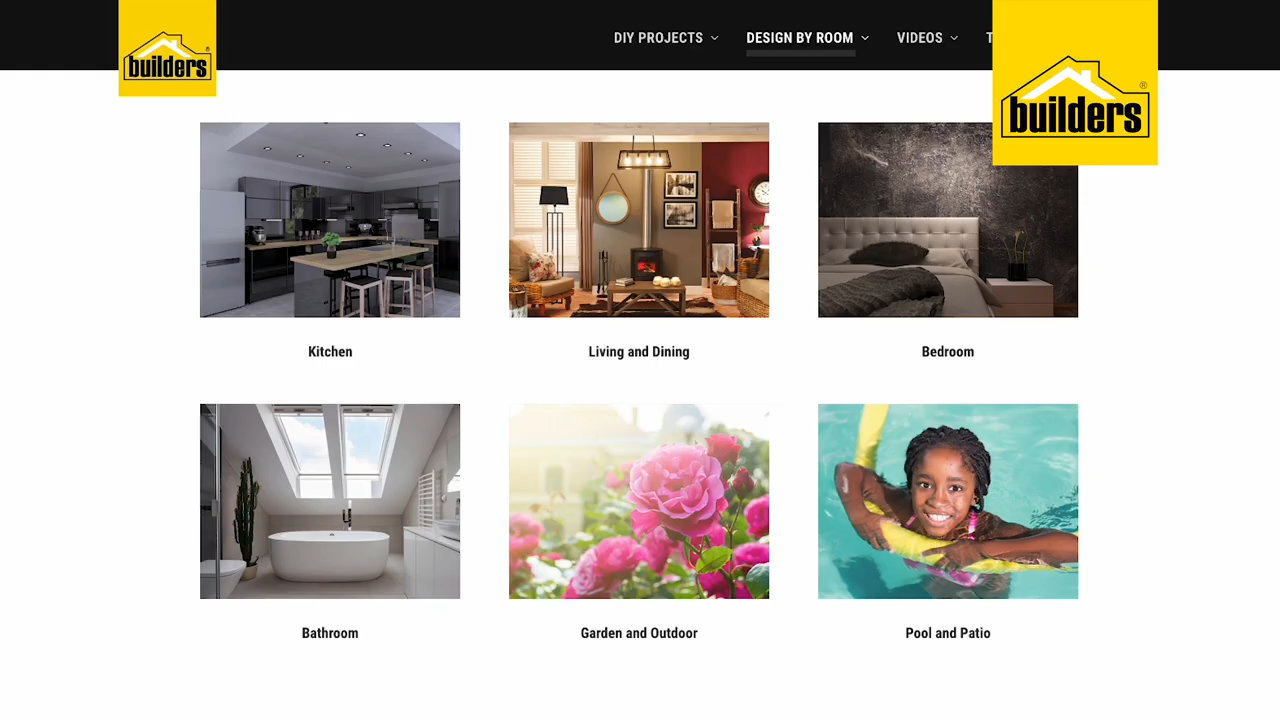 builders
DIY PROJECTS
DESIGN BY ROOM
VIDEOS
T
builders
®
Kitchen
Living and Dining
Bedroom
Bathroom
Garden and Outdoor
Pool and Patio